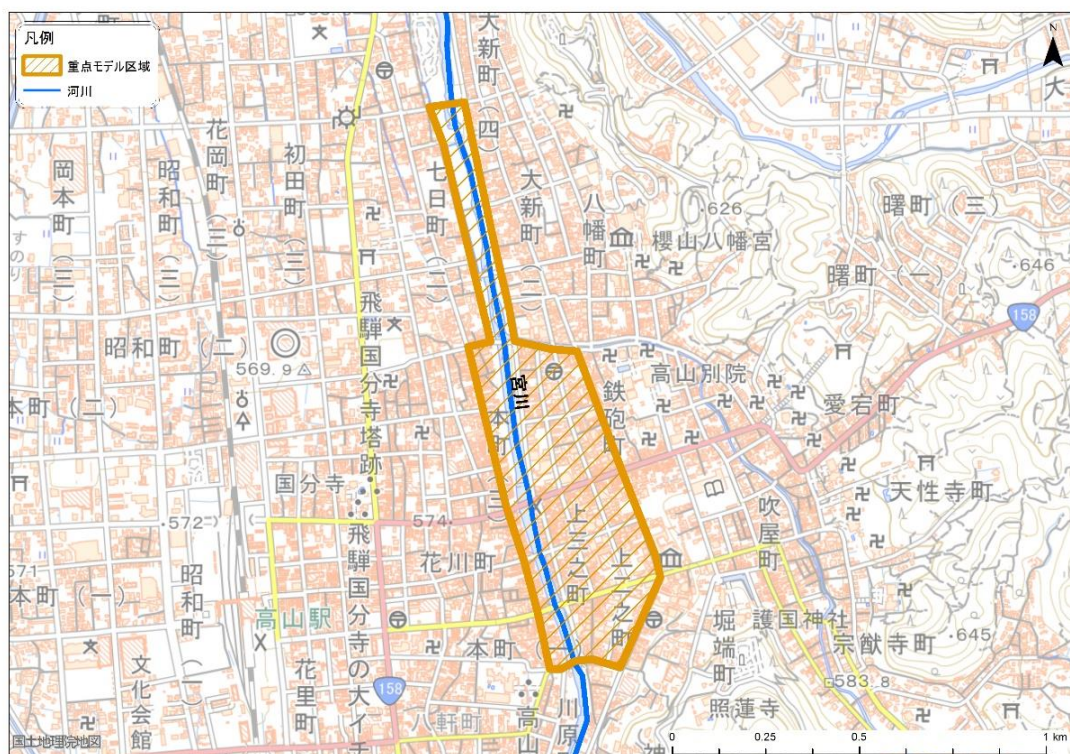 凡例
重点モデル区域
河川
N
大新町（四）
大
花岡町（三）
初田町（三）
岡本町（三）
昭和町（三）
七日町（二）
大新町（二）
八幡町
626
櫻山八幡宮
曙町（三）
曙町（一）
646
158
昭和町（二）
569.9
飛騨国分寺塔跡
宮川
本町（三）
鉄砲町
高山別院
愛宕町
本町（二）
国分寺
572
574
天性寺町
吹屋町
571
本町（一）
昭和町（一）
花川町
上三之町
上二之町
飛騨国分寺の大イチ
高山駅
本町
堀端町
護国神社
宗猷寺町
645
文化会館
花里町
158
八軒町
高山
川原
583.8
照蓮寺
神
国土地理院地図
0 0.25 0.5 1 km